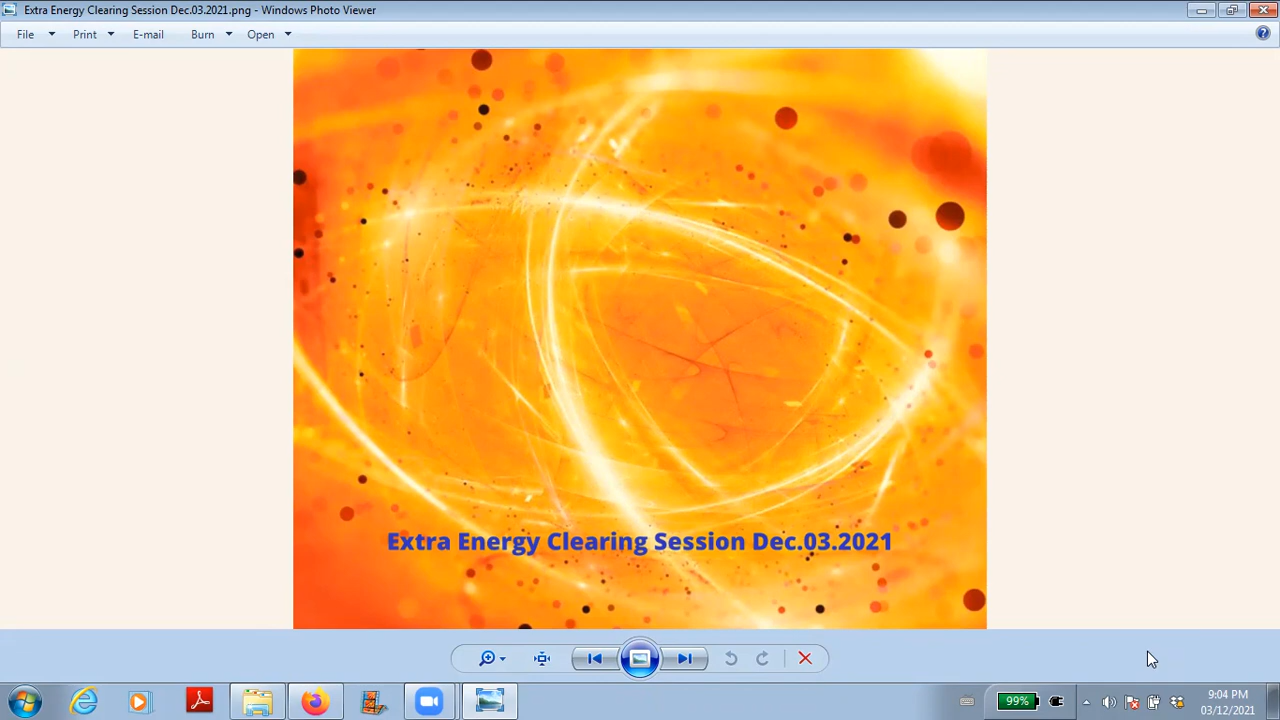 Extra Energy Clearing Session Dec.03.2021.png - Windows Photo Viewer
File Print E-mail Burn Open
Extra Energy Clearing Session Dec.03.2021
99% 9:04 PM
03/12/2021